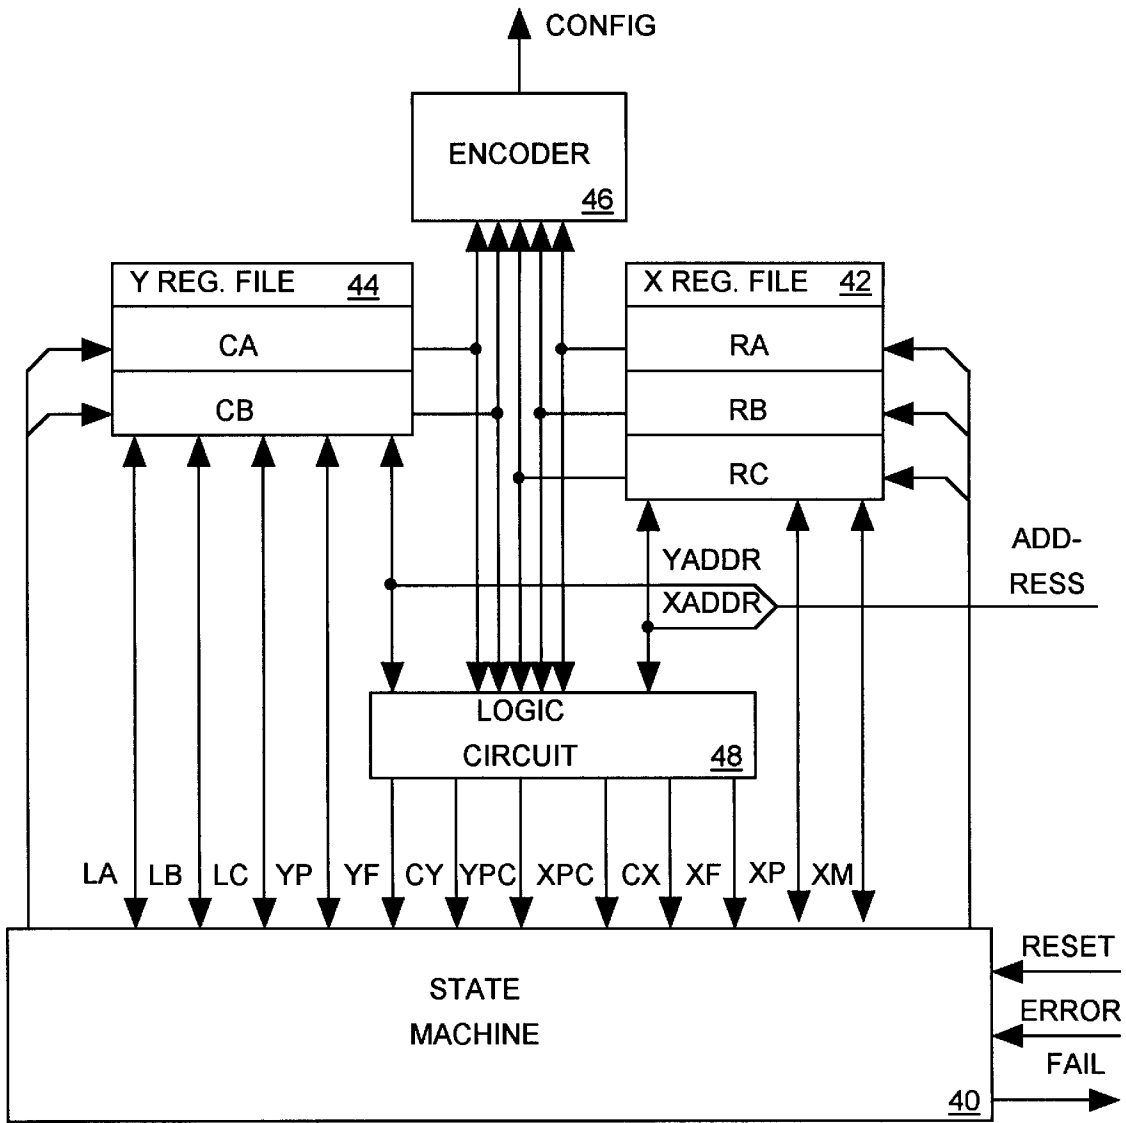 CONFIG
ENCODER
46
Y REG. FILE 44
X REG. FILE 42
CA
RA
CB
RB
RC
YADDR
ADD-
XADDR
RESS
LOGIC
CIRCUIT 48
LA LB LC YP YF CY YPC XPC CX XF XP XM
STATE
MACHINE
40
RESET
ERROR
FAIL